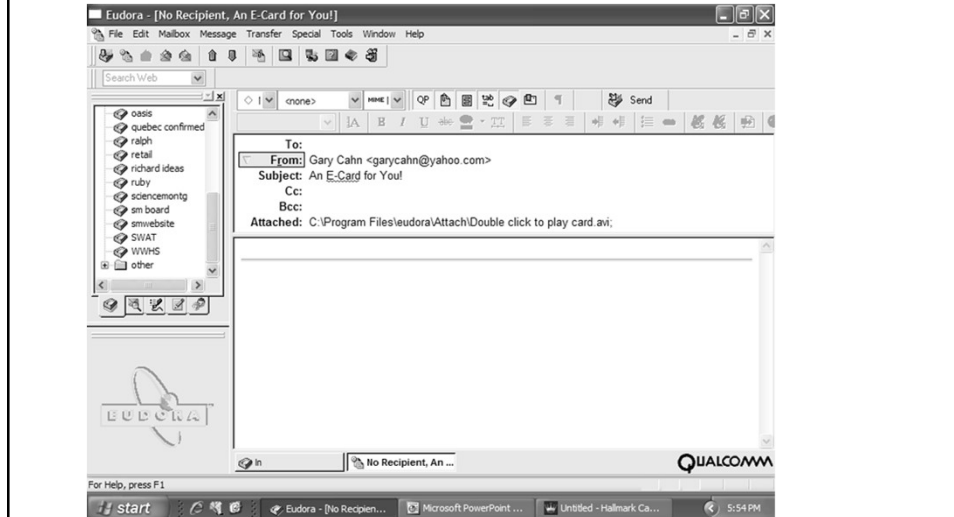 Eudora - [No Recipient, An E-Card for You!]
File Edit Mailbox Message Transfer Special Tools Window Help
Search Web
<none> MIME QP Send
oasis
quebec confirmed
ralph
retail
richard ideas
ruby
sciencemontg
sm board
smwebsite
SWAT
WWHS
other
To:
From: Gary Cahn <garycahn@yahoo.com>
Subject: An E-Card for You!
Cc:
Bcc:
Attached: C:\Program Files\eudora\Attach\Double click to play card.avi;
EUDORA
In No Recipient, An ...
QUALCOMM
For Help, press F1
start Eudora - [No Recipien... Microsoft PowerPoint ... Untitled - Hallmark Ca... 5:54 PM